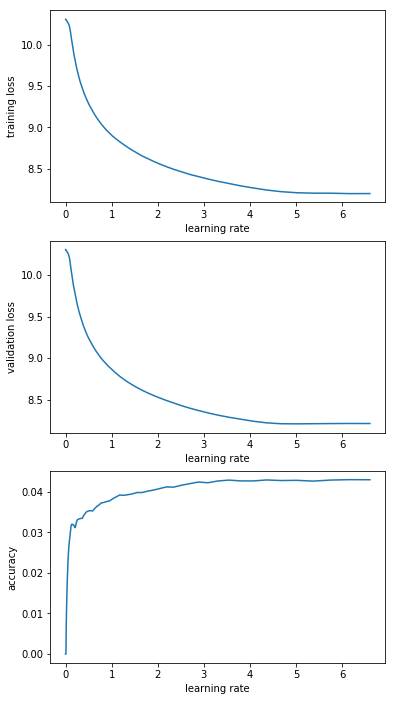 10.0
9.5
9.0
8.5
training loss
0 1 2 3 4 5 6
learning rate
10.0
9.5
9.0
8.5
validation loss
0 1 2 3 4 5 6
learning rate
0.04
0.03
0.02
0.01
0.00
accuracy
0 1 2 3 4 5 6
learning rate